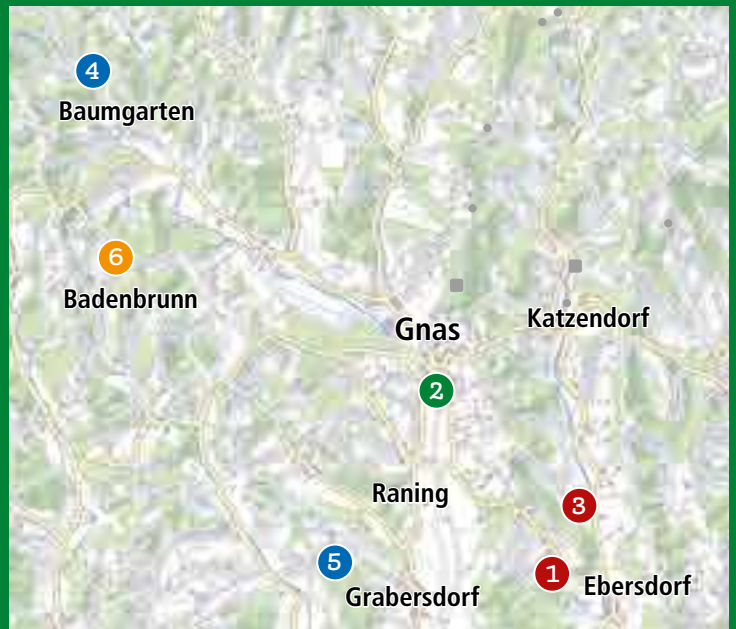 4
Baumgarten
6
Badenbrunn
Gnas
Katzendorf
2
Raning
3
5
1
Ebersdorf
Grabersdorf